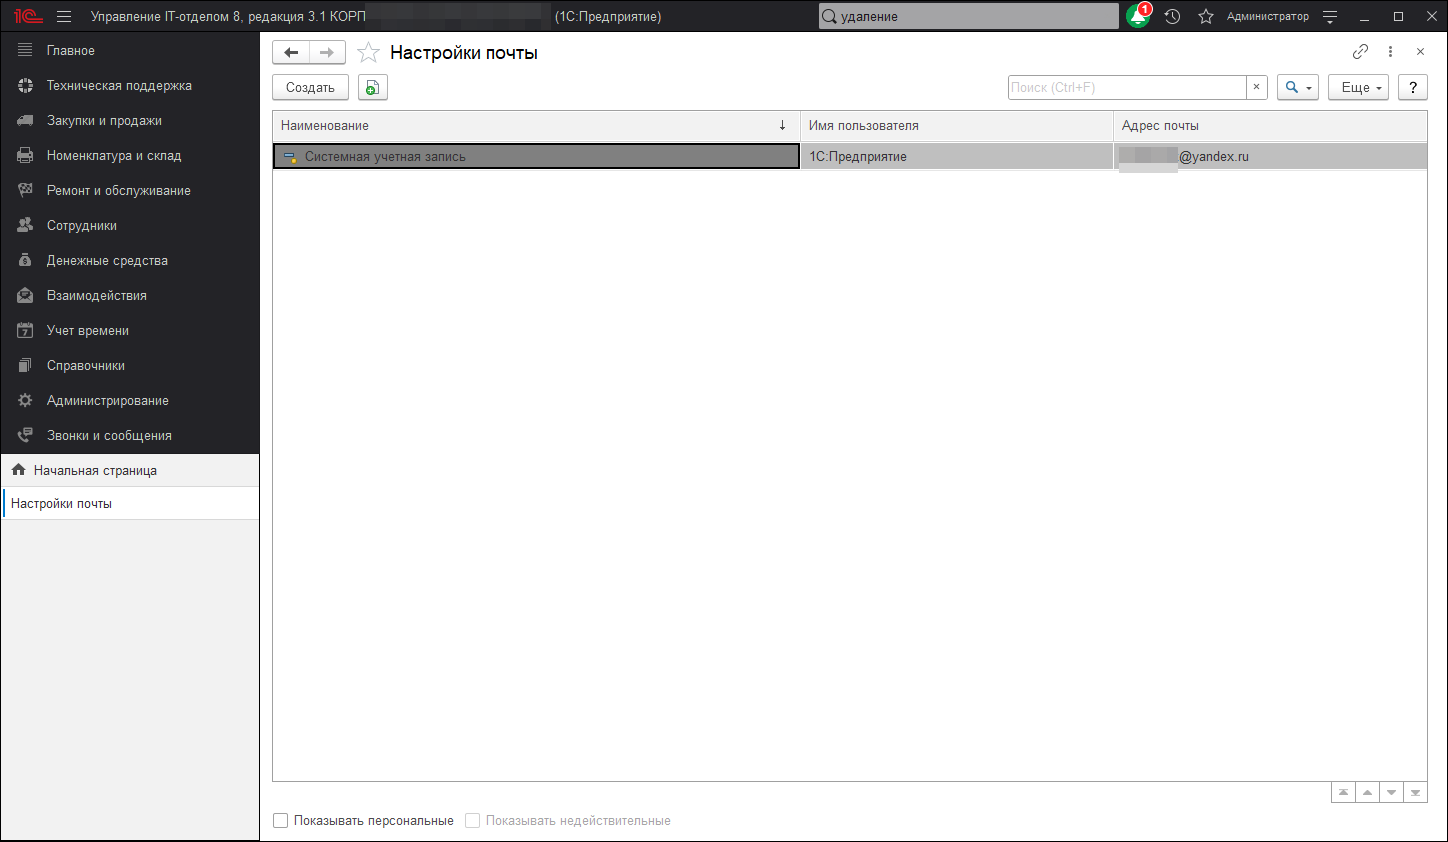 1С Управление IT-отделом 8, редакция 3.1 КОРП (1С:Предприятие) удаление 1 Администратор
Главное
Техническая поддержка
Закупки и продажи
Номенклатура и склад
Ремонт и обслуживание
Сотрудники
Денежные средства
Взаимодействия
7 Учет времени
Справочники
Администрирование
Звонки и сообщения
Начальная страница
Настройки почты
Настройки почты
Создать Поиск (Ctrl+F) × Еще ?
Наименование ↓ Имя пользователя Адрес почты
Системная учетная запись 1С:Предприятие @yandex.ru
Показывать персональные Показывать недействительные